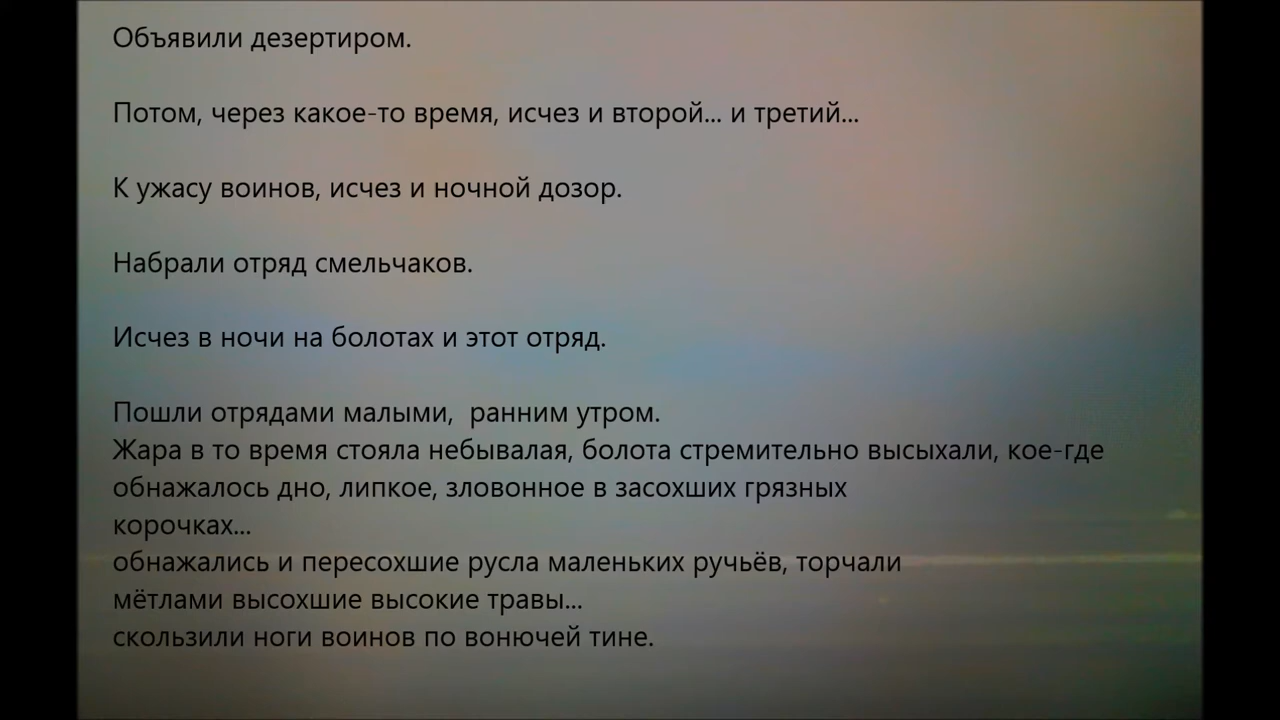 Объявили дезертиром.
Потом, через какое-то время, исчез и второй... и третий...
К ужасу воинов, исчез и ночной дозор.
Набрали отряд смельчаков.
Исчез в ночи на болотах и этот отряд.
Пошли отрядами малыми,  ранним утром.
Жара в то время стояла небывалая, болота стремительно высыхали, кое-где
обнажалось дно, липкое, зловонное в засохших грязных
корочках...
обнажались и пересохшие русла маленьких ручьёв, торчали
мётлами высохшие высокие травы...
скользили ноги воинов по вонючей тине.